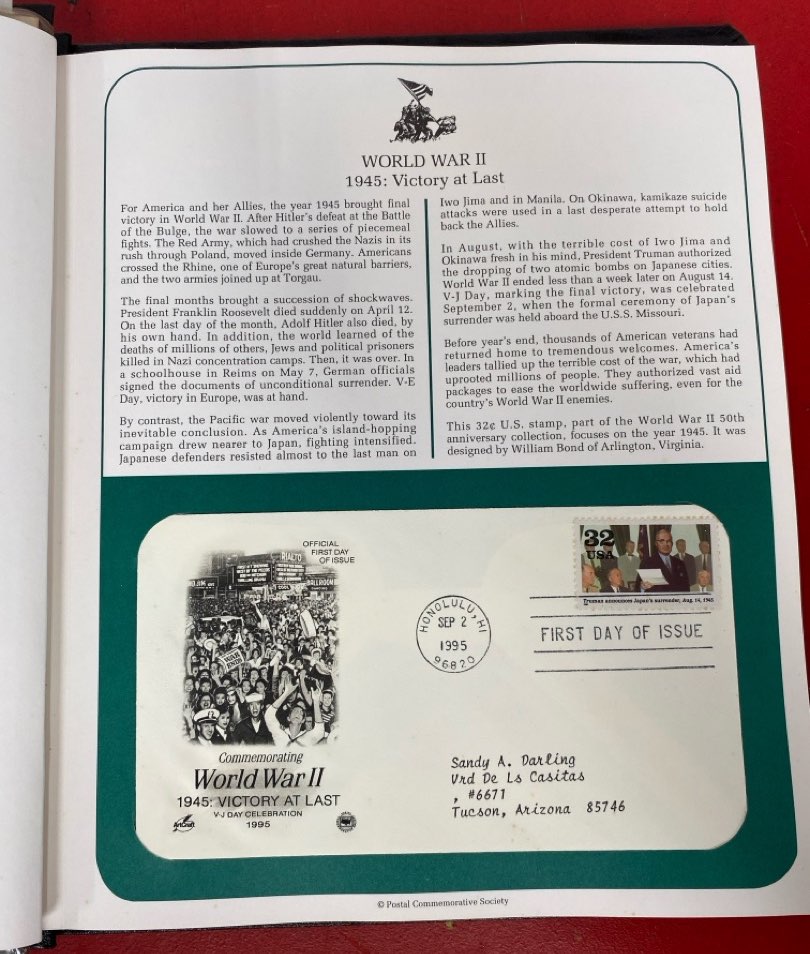 WORLD WAR II
1945: Victory at Last
For America and her Allies, the year 1945 brought final
victory in World War II. After Hitler's defeat at the Battle
of the Bulge, the war slowed to a series of piecemeal
fights. The Red Army, which had crushed the Nazis in its
rush through Poland, moved inside Germany. Americans
crossed the Rhine, one of Europe's great natural barriers,
and the two armies joined up at Torgau.
The final months brought a succession of shockwaves.
President Franklin Roosevelt died suddenly on April 12.
On the last day of the month, Adolf Hitler also died, by
his own hand. In addition, the world learned of the
deaths of millions of others, Jews and political prisoners
killed in Nazi concentration camps. Then, it was over. In
a schoolhouse in Reims on May 7, German officials
signed the documents of unconditional surrender. V-E
Day, victory in Europe, was at hand.
By contrast, the Pacific war moved violently toward its
inevitable conclusion. As America's island-hopping
campaign drew nearer to Japan, fighting intensified.
Japanese defenders resisted almost to the last man on
Iwo Jima and in Manila. On Okinawa, kamikaze suicide
attacks were used in a last desperate attempt to hold
back the Allies.
In August, with the terrible cost of Iwo Jima and
Okinawa fresh in his mind, President Truman authorized
the dropping of two atomic bombs on Japanese cities.
World War II ended less than a week later on August 14.
V-J Day, marking the final victory, was celebrated
September 2, when the formal ceremony of Japan's
surrender was held aboard the U.S.S. Missouri.
Before year's end, thousands of American veterans had
returned home to tremendous welcomes. America's
leaders tallied up the terrible cost of the war, which had
uprooted millions of people. They authorized vast aid
packages to ease the worldwide suffering, even for the
country's World War II enemies.
This 32¢ U.S. stamp, part of the World War II 50th
anniversary collection, focuses on the year 1945. It was
designed by William Bond of Arlington, Virginia.
OFFICIAL
FIRST DAY
OF ISSUE
RIALTO
BALLROOM
WAR
ENDS
Commemorating
World War II
1945: VICTORY AT LAST
V-J DAY CELEBRATION
1995
ArtCraft
HONOLULU, HI
SEP 2
1995
96820
32
USA
Truman announces Japan's surrender, Aug. 14, 1945
FIRST DAY OF ISSUE
Sandy A. Darling
Vrd De Ls Casitas
, #6671
Tucson, Arizona 85746
© Postal Commemorative Society